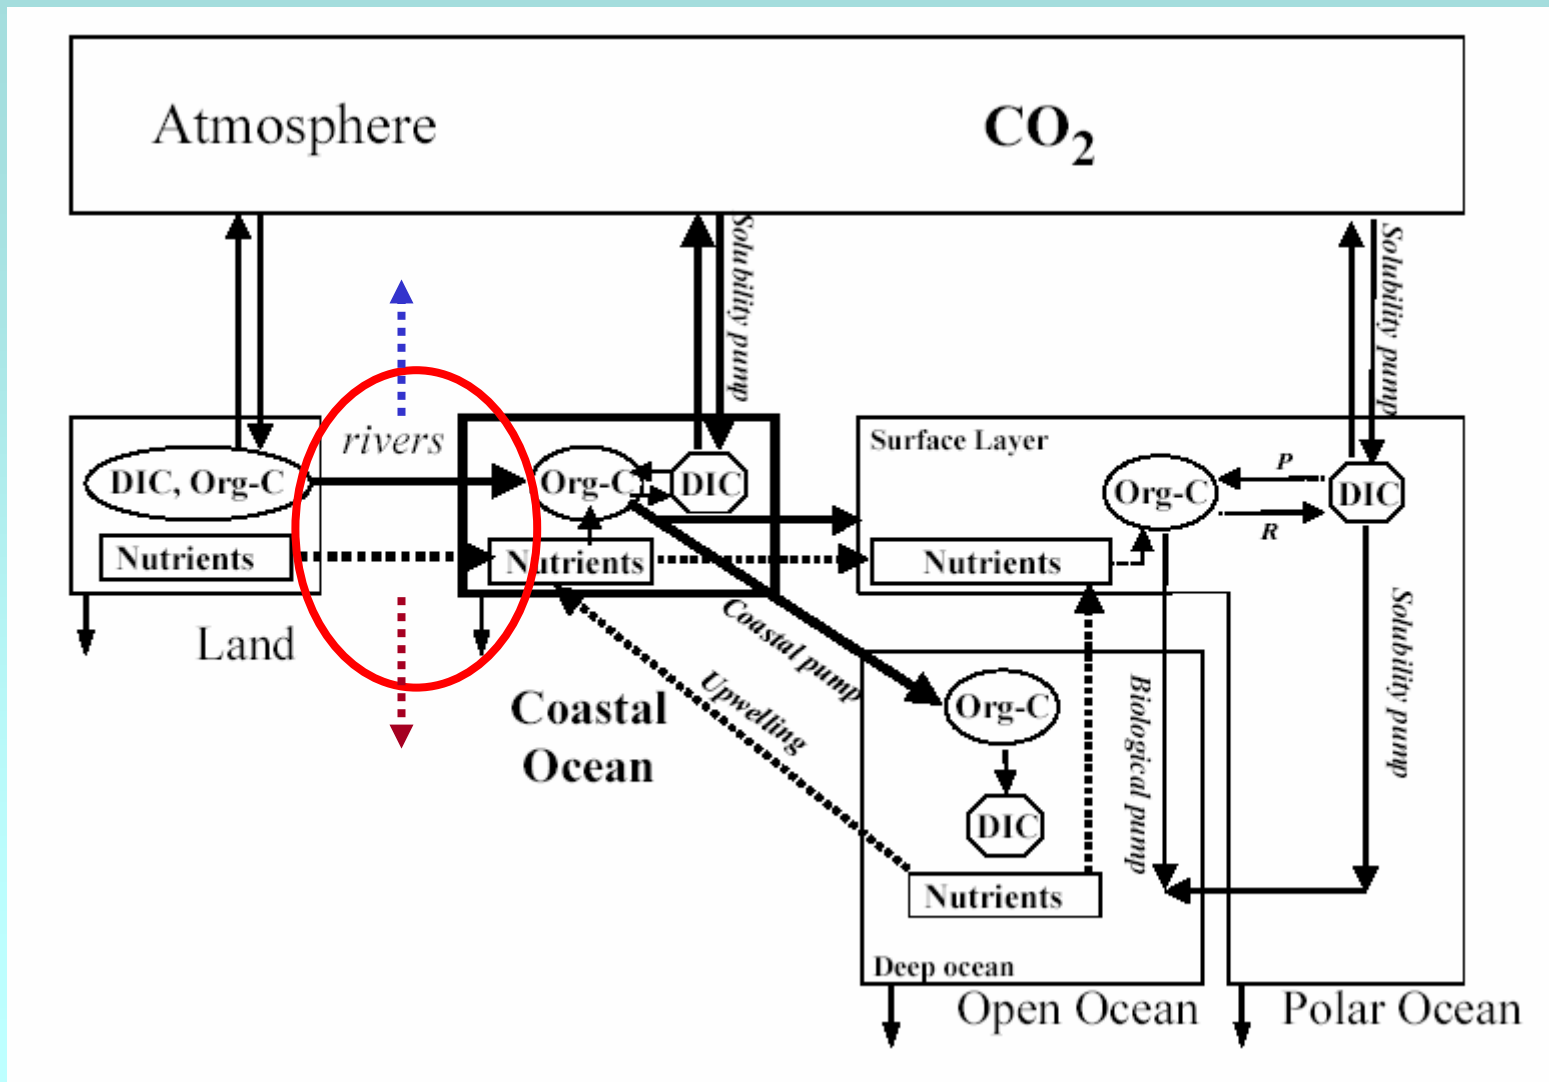 Atmosphere
CO2
Solubility pump
Solubility pump
rivers
DIC, Org-C
Nutrients
Land
Org-C
DIC
Nutrients
Coastal
Ocean
Surface Layer
Org-C
P
R
DIC
Nutrients
Coastal pump
Upwelling
Biological pump
Solubility pump
Org-C
DIC
Nutrients
Deep ocean
Open Ocean
Polar Ocean